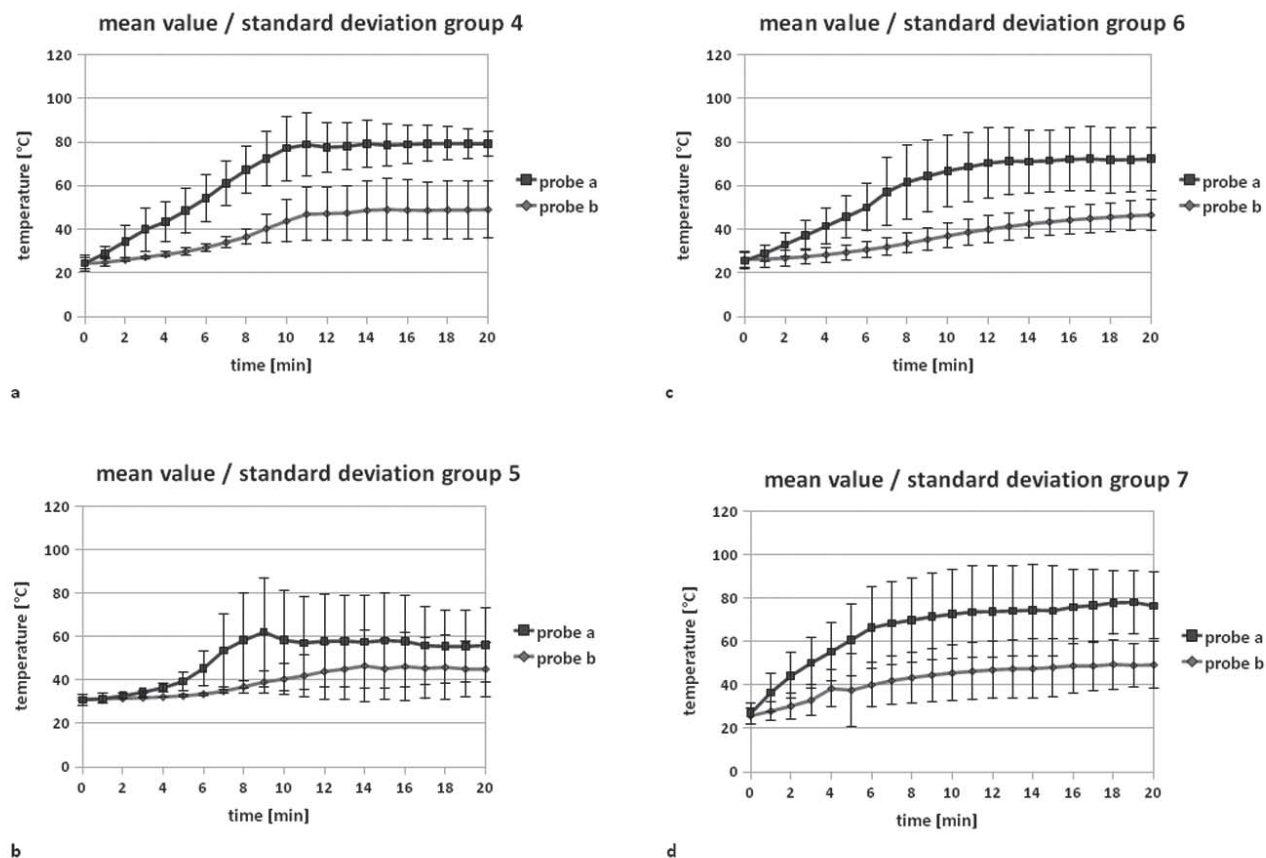 mean value / standard deviation group 4
120
100
80
60
40
20
0
temperature [°C]
0 2 4 6 8 10 12 14 16 18 20
time [min]
probe a
probe b
a
mean value / standard deviation group 6
120
100
80
60
40
20
0
temperature [°C]
0 2 4 6 8 10 12 14 16 18 20
time [min]
probe a
probe b
c
mean value / standard deviation group 5
120
100
80
60
40
20
0
temperature [°C]
0 2 4 6 8 10 12 14 16 18 20
time [min]
probe a
probe b
b
mean value / standard deviation group 7
120
100
80
60
40
20
0
temperature [°C]
0 2 4 6 8 10 12 14 16 18 20
time [min]
probe a
probe b
d